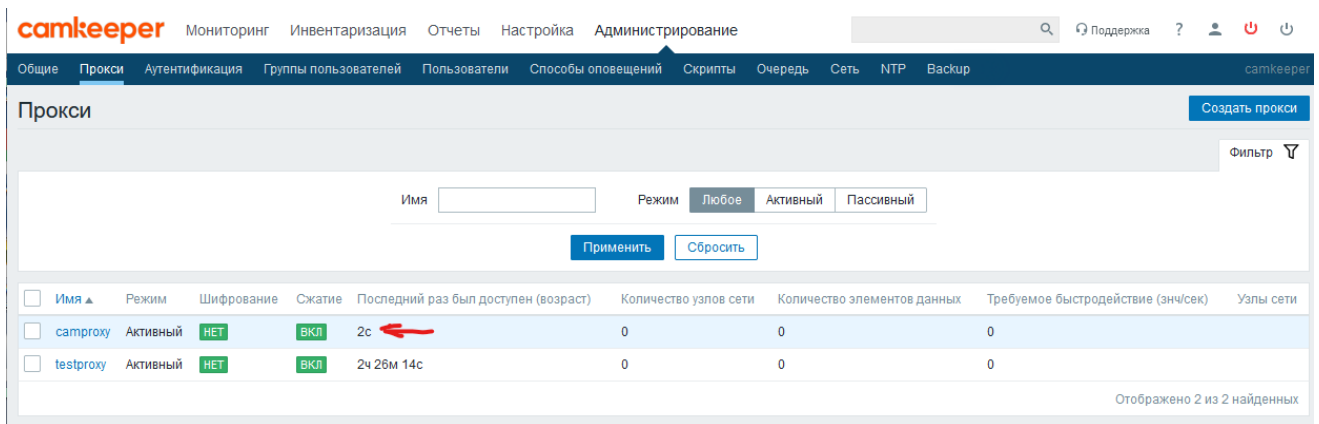 camkeeper Мониторинг Инвентаризация Отчеты Настройка Администрирование Поддержка ?
Общие Прокси Аутентификация Группы пользователей Пользователи Способы оповещений Скрипты Очередь Сеть NTP Backup camkeeper
Прокси Создать прокси
Фильтр
Имя Режим Любое Активный Пассивный
Применить Сбросить
Имя ▲ Режим Шифрование Сжатие Последний раз был доступен (возраст) Количество узлов сети Количество элементов данных Требуемое быстродействие (знч/сек) Узлы сети
camproxy Активный НЕТ ВКЛ 2с 0 0 0
testproxy Активный НЕТ ВКЛ 2ч 26м 14с 0 0 0
Отображено 2 из 2 найденных